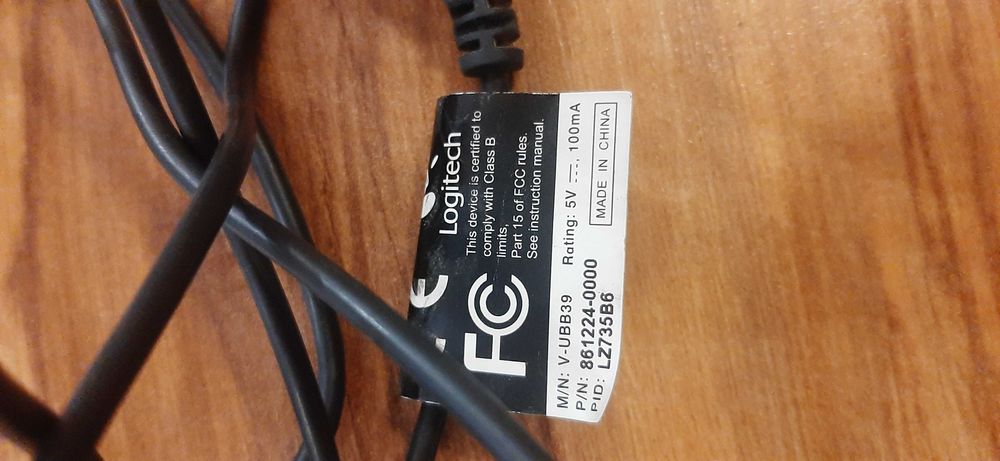 Logitech
This device is certified to
comply with Class B
limits,
Part 15 of FCC rules.
See instruction manual.
CE
FC
M/N: V-UBB39 Rating: 5V ⎓, 100mA
P/N: 861224-0000 MADE IN CHINA
PID: LZ735B6